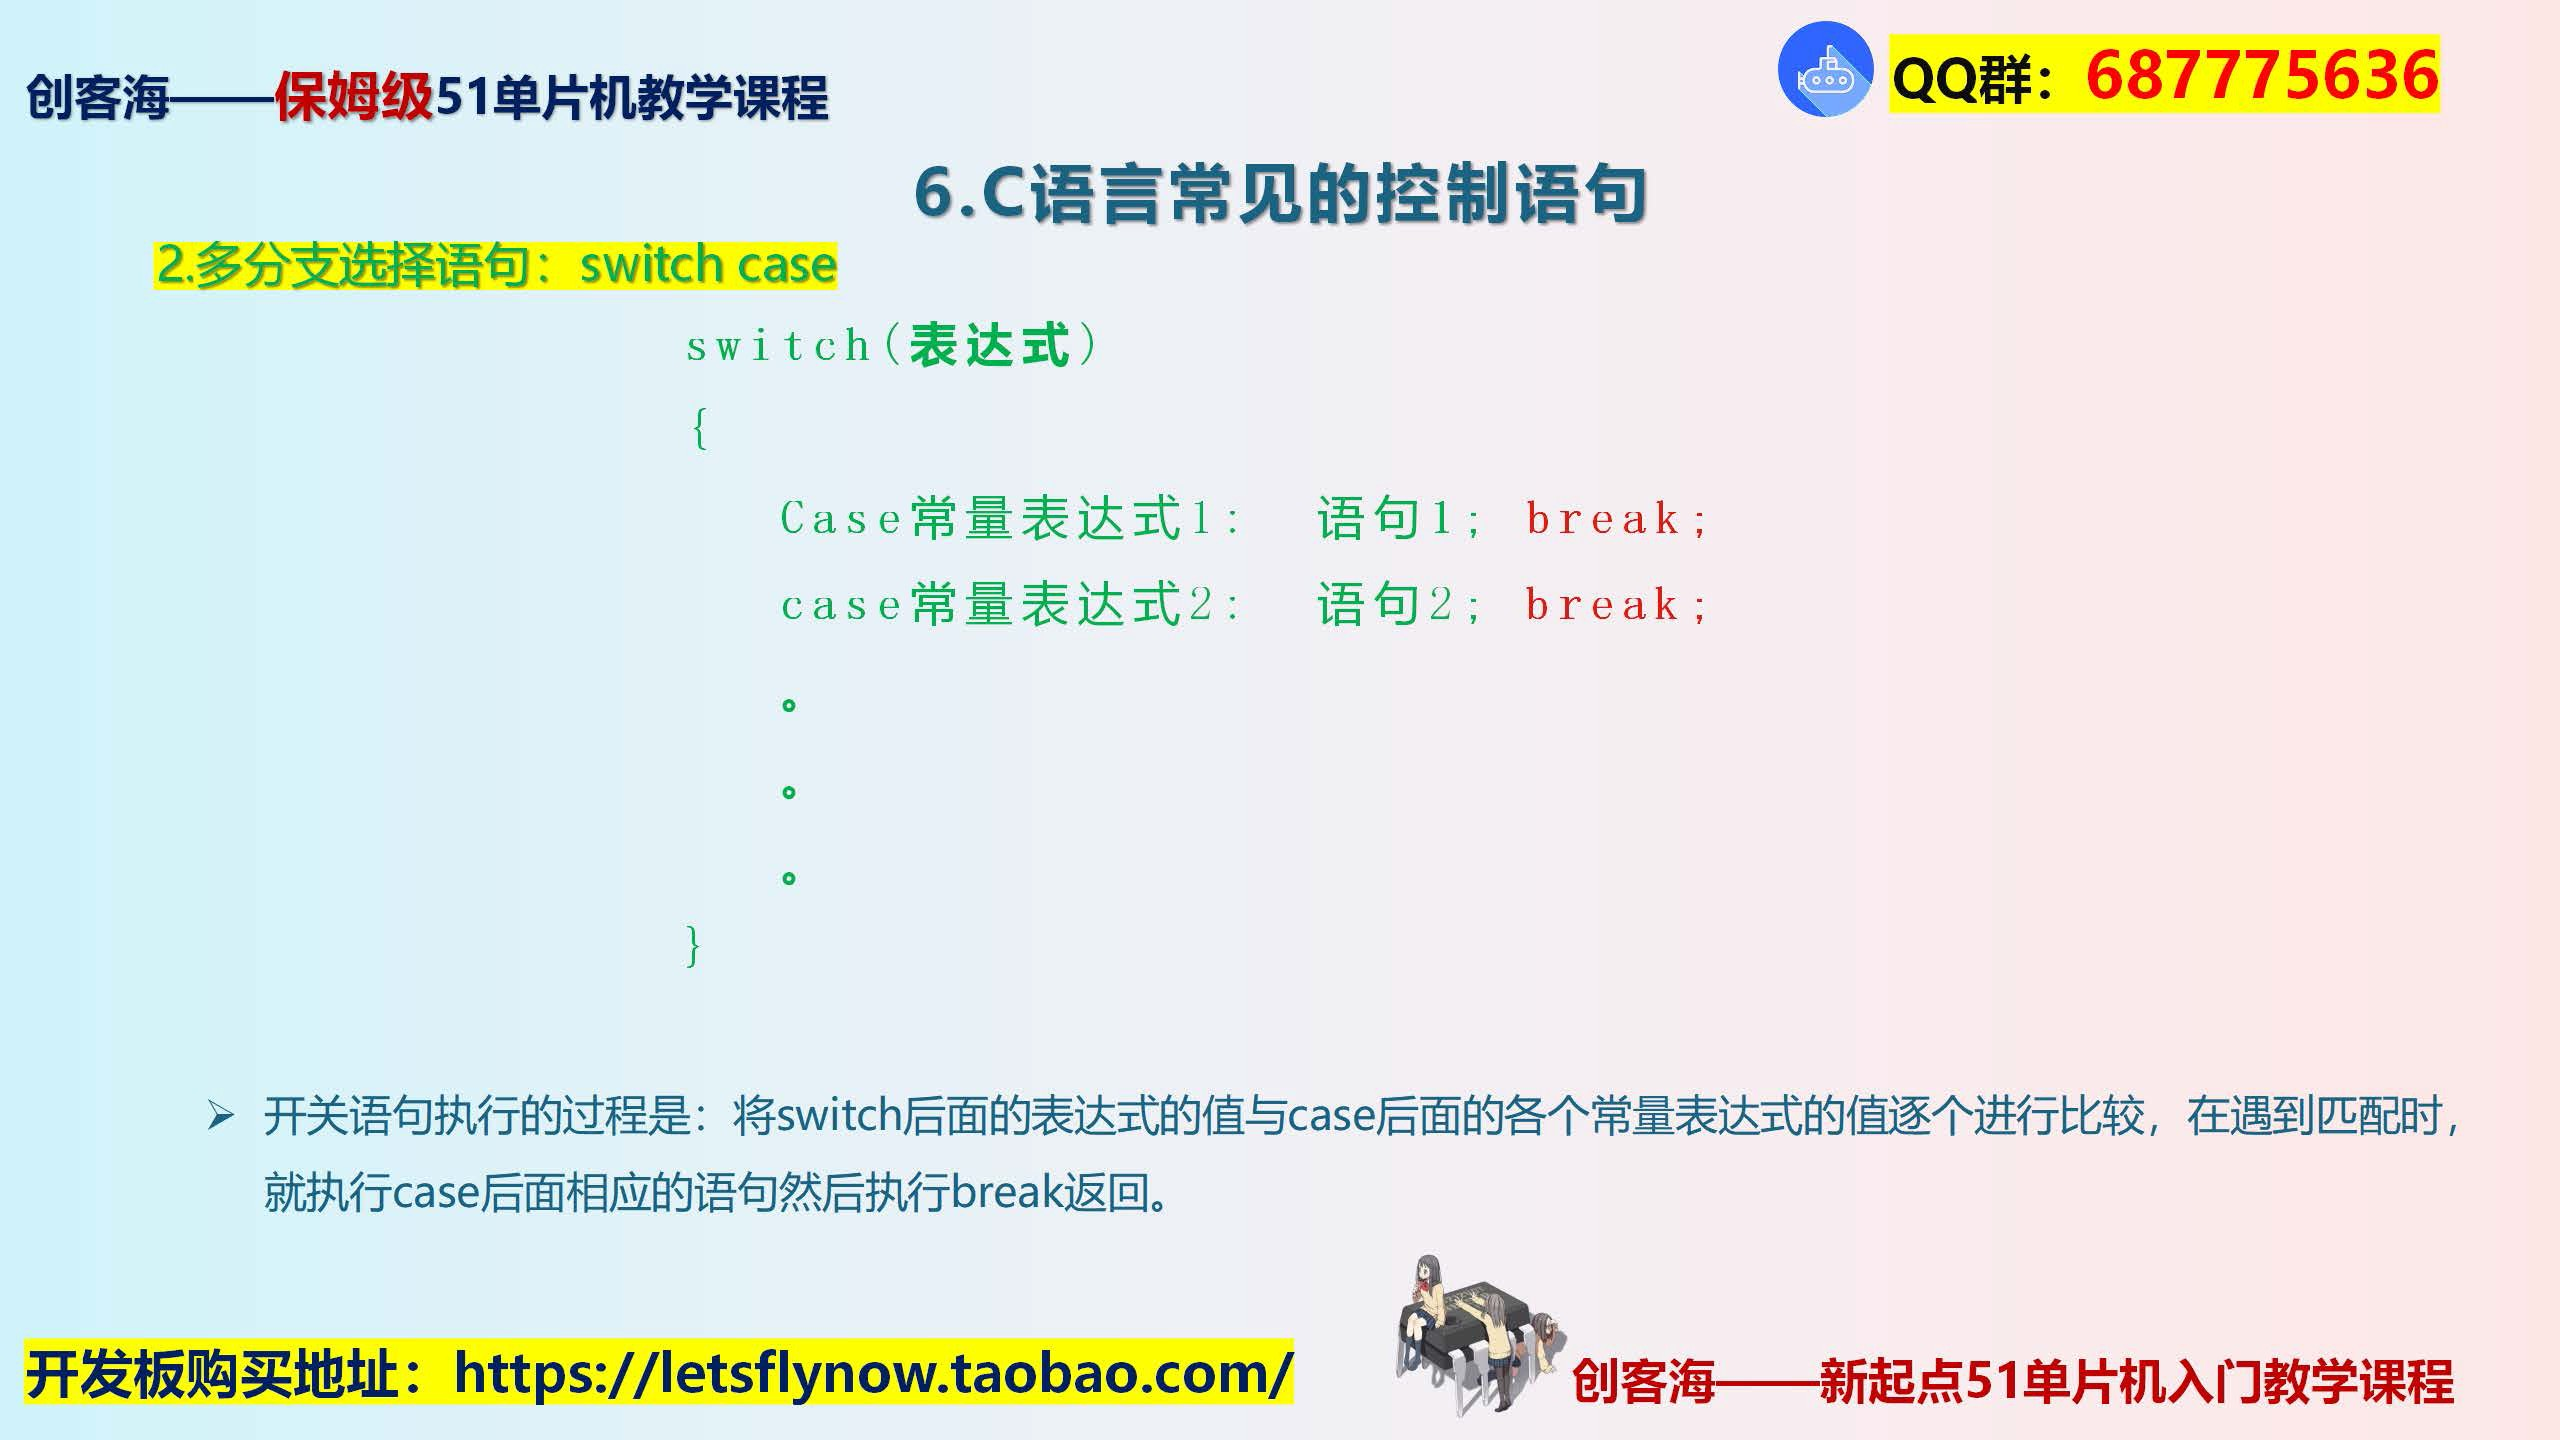 创客海——保姆级51单片机教学课程
QQ群：687775636
6.C语言常见的控制语句
2.多分支选择语句：switch case
switch(表达式)
{
Case常量表达式1: 语句1; break;
case常量表达式2: 语句2; break;
。
。
。
}
开关语句执行的过程是：将switch后面的表达式的值与case后面的各个常量表达式的值逐个进行比较，在遇到匹配时，
就执行case后面相应的语句然后执行break返回。
开发板购买地址：https://letsflynow.taobao.com/
创客海——新起点51单片机入门教学课程